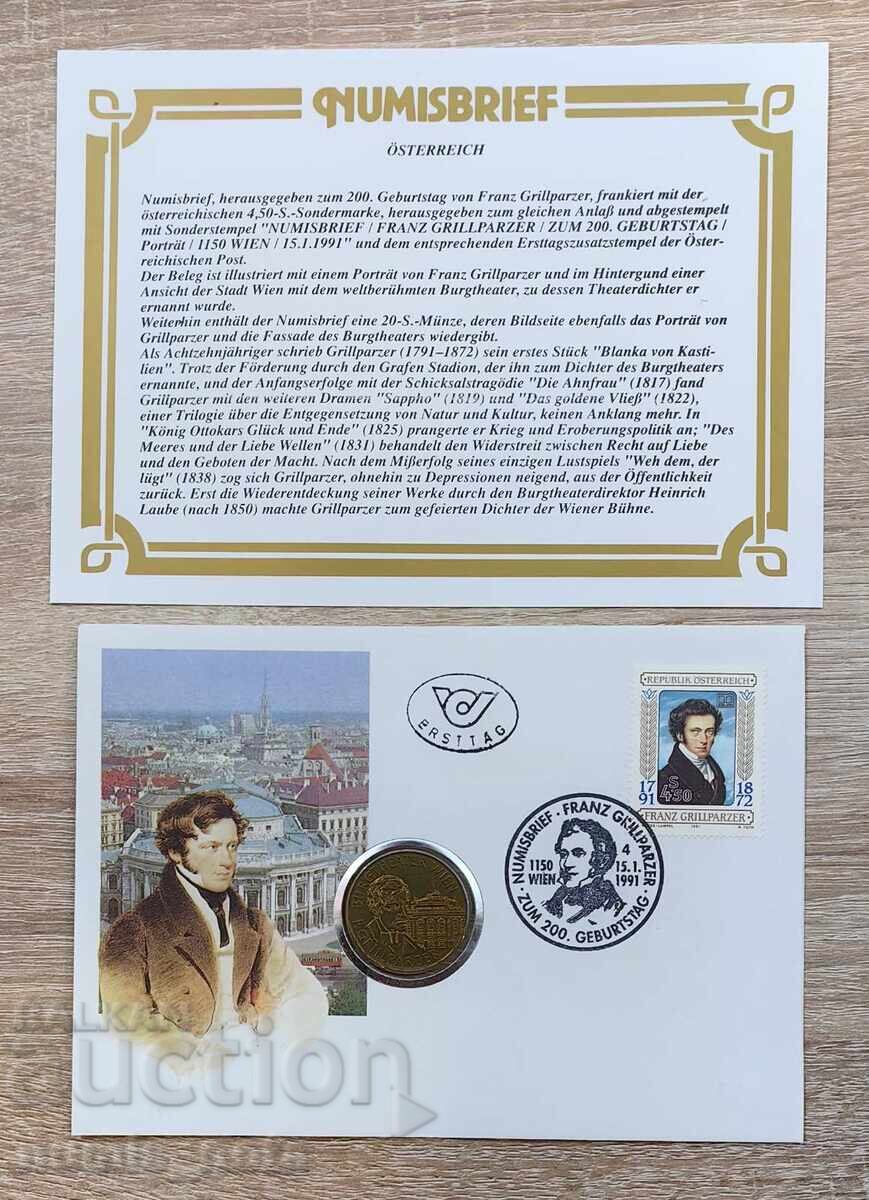 NUMISBRIEF
ÖSTERREICH
Numisbrief, herausgegeben zum 200. Geburtstag von Franz Grillparzer, frankiert mit der
österreichischen 4,50-S.-Sondermarke, herausgegeben zum gleichen Anlaß und abgestempelt
mit Sonderstempel "NUMISBRIEF / FRANZ GRILLPARZER / ZUM 200. GEBURTSTAG /
Porträt / 1150 WIEN / 15.1.1991" und dem entsprechenden Ersttagszusatzstempel der Öster-
reichischen Post.
Der Beleg ist illustriert mit einem Porträt von Franz Grillparzer und im Hintergund einer
Ansicht der Stadt Wien mit dem weltberühmten Burgtheater, zu dessen Theaterdichter er
ernannt wurde.
Weiterhin enthält der Numisbrief eine 20-S.-Münze, deren Bildseite ebenfalls das Porträt von
Grillparzer und die Fassade des Burgtheaters wiedergibt.
Als Achtzehnjähriger schrieb Grillparzer (1791–1872) sein erstes Stück "Blanka von Kasti-
lien". Trotz der Förderung durch den Grafen Stadion, der ihn zum Dichter des Burgtheaters
ernannte, und der Anfangserfolge mit der Schicksalstragödie "Die Ahnfrau" (1817) fand
Grillparzer mit den weiteren Dramen "Sappho" (1819) und "Das goldene Vließ" (1822),
einer Trilogie über die Entgegensetzung von Natur und Kultur, keinen Anklang mehr. In
"König Ottokars Glück und Ende" (1825) prangerte er Krieg und Eroberungspolitik an; "Des
Meeres und der Liebe Wellen" (1831) behandelt den Widerstreit zwischen Recht auf Liebe
und den Geboten der Macht. Nach dem Mißerfolg seines einzigen Lustspiels "Weh dem, der
lügt" (1838) zog sich Grillparzer, ohnehin zu Depressionen neigend, aus der Öffentlichkeit
zurück. Erst die Wiederentdeckung seiner Werke durch den Burgtheaterdirektor Heinrich
Laube (nach 1850) machte Grillparzer zum gefeierten Dichter der Wiener Bühne.
ERSTTAG
REPUBLIK ÖSTERREICH
17 91
S 4.50
18 72
FRANZ GRILLPARZER
1991
NUMISBRIEF · FRANZ GRILLPARZER
4
1150 15.1.
WIEN 1991
ZUM 200. GEBURTSTAG
BALKAN
auction